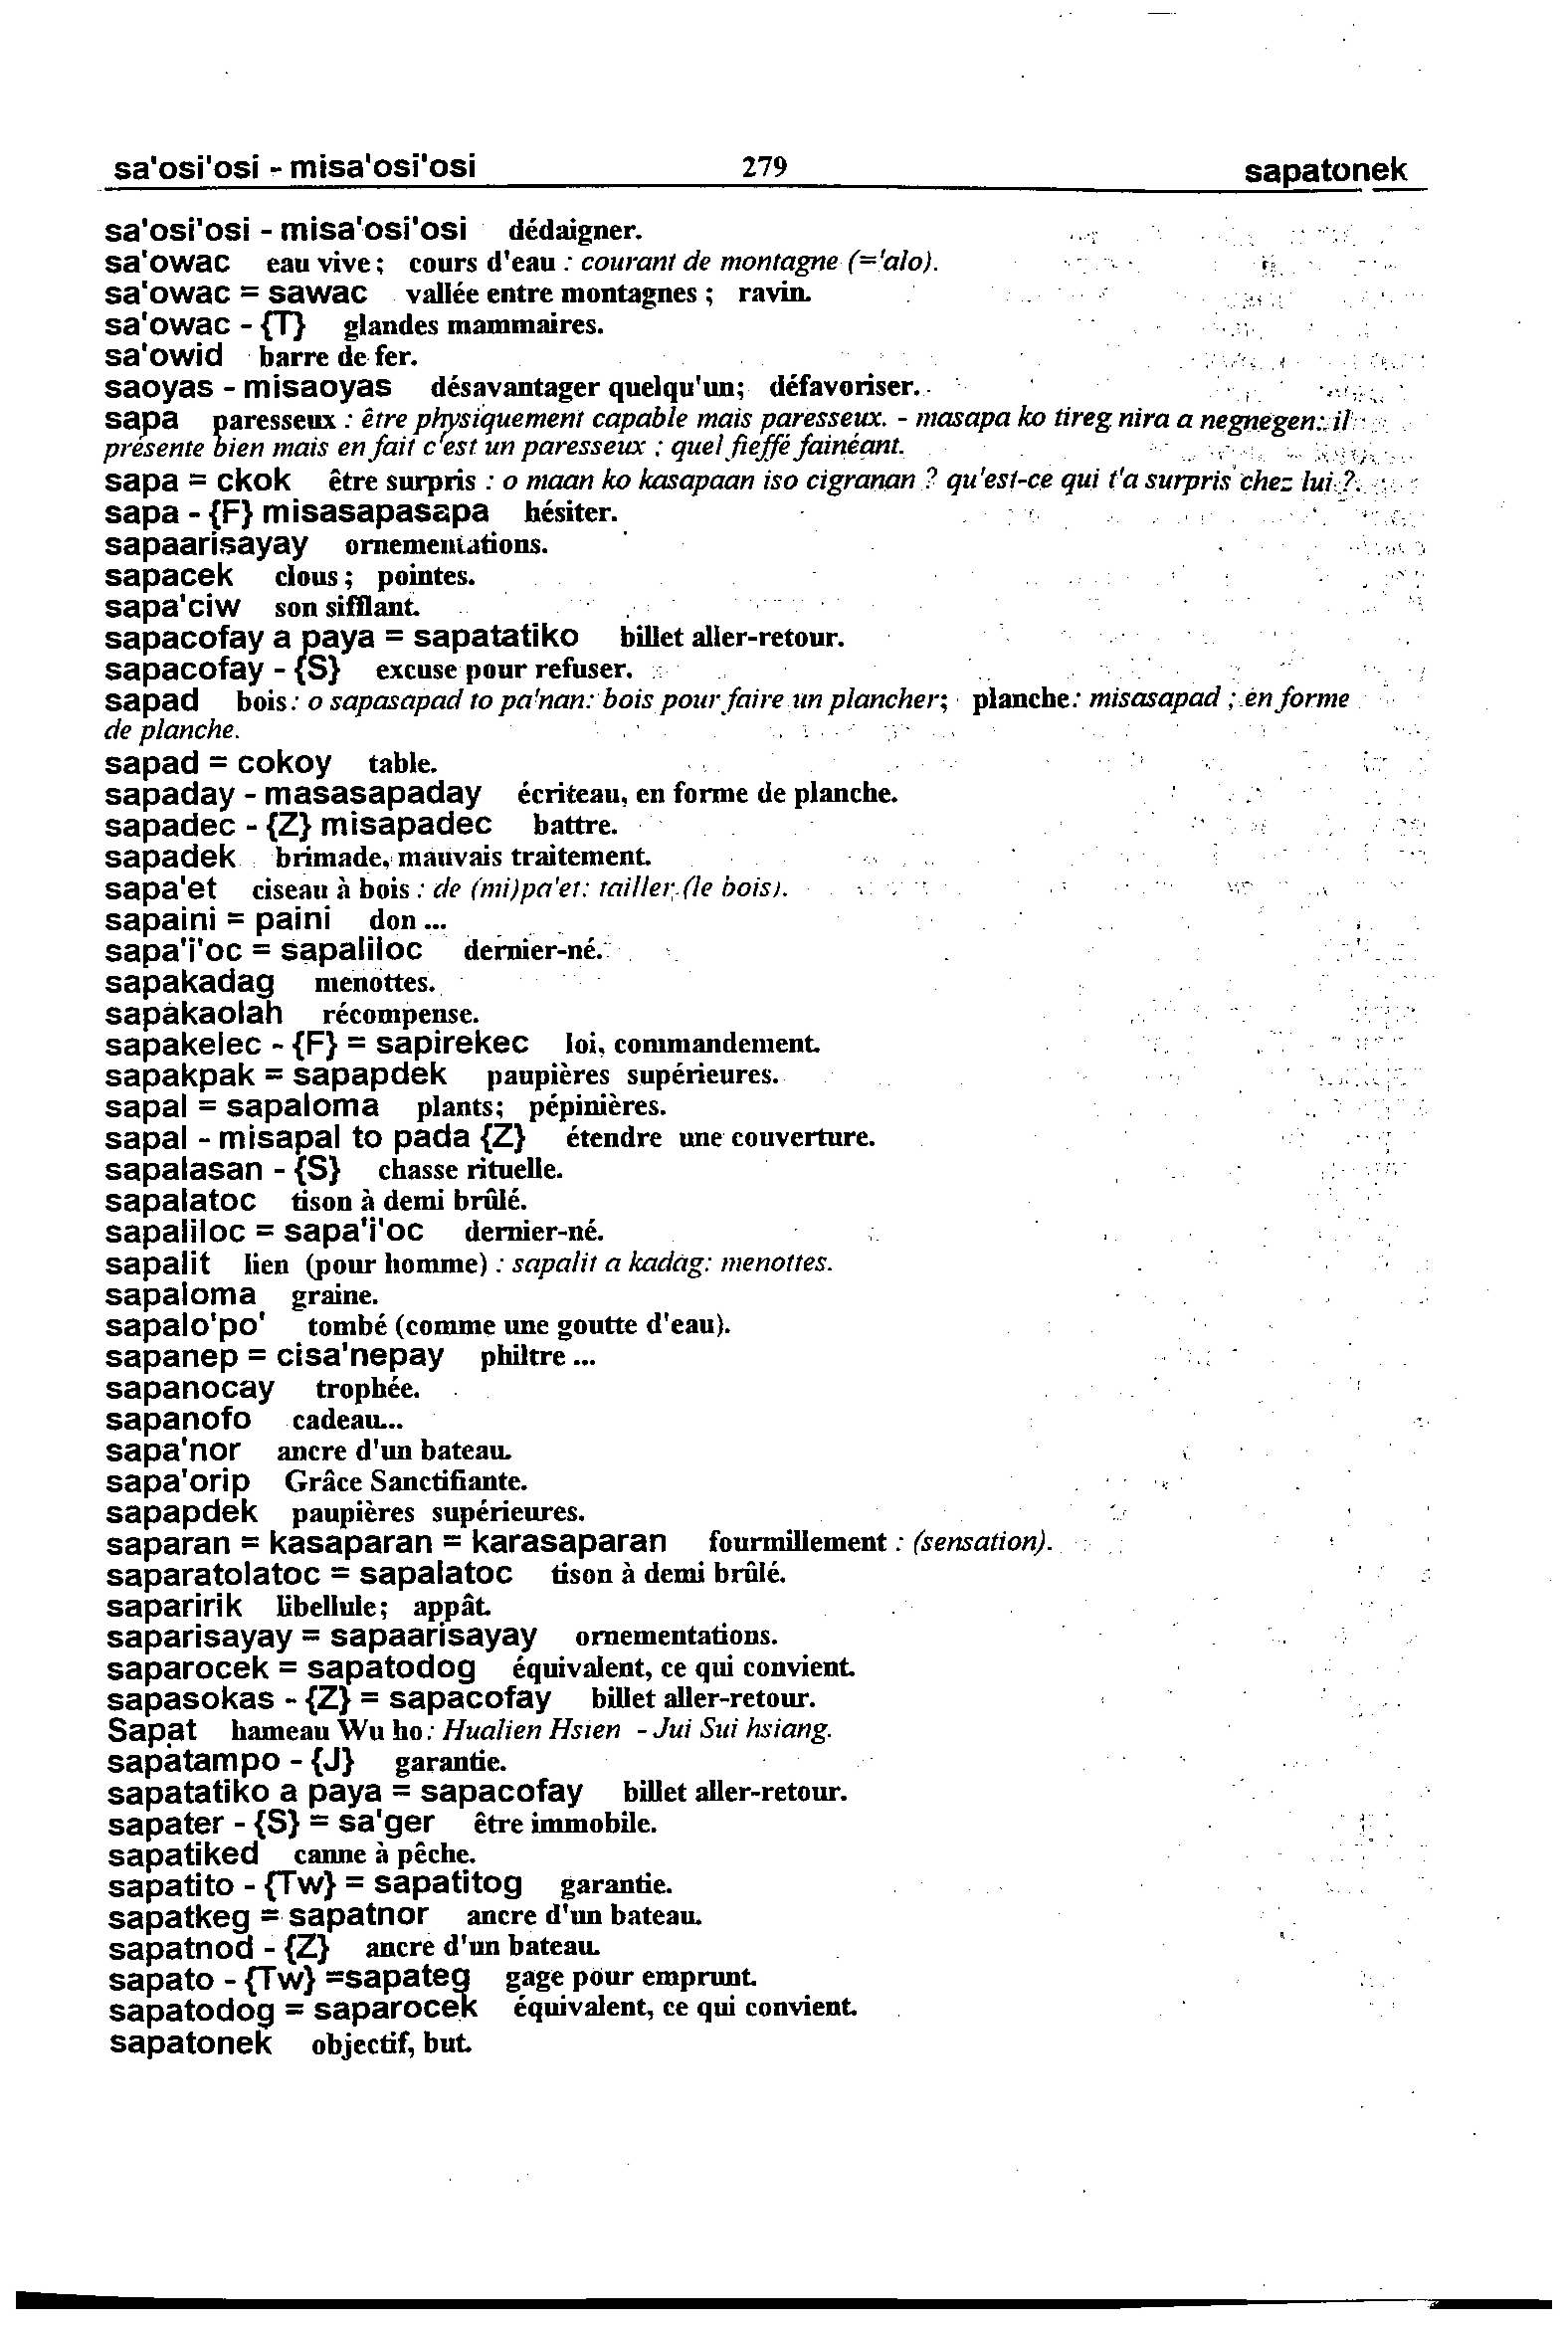 sa'osi'osi - misa'osi'osi 279 sapatonek
sa'osi'osi - misa'osi'osi dédaigner.
sa'owac eau vive ; cours d'eau : courant de montagne (='alo).
sa'owac = sawac vallée entre montagnes ; ravin.
sa'owac - {T} glandes mammaires.
sa'owid barre de fer.
saoyas - misaoyas désavantager quelqu'un; défavoriser.
sapa paresseux : être physiquement capable mais paresseux. - masapa ko tireg nira a negnegen: il
présente bien mais en fait c'est un paresseux ; quel fieffé fainéant.
sapa = ckok être surpris : o maan ko kasapaan iso cigranan ? qu'est-ce qui t'a surpris chez lui ?
sapa - {F} misasapasapa hésiter.
sapaarisayay ornementations.
sapacek clous ; pointes.
sapa'ciw son sifflant.
sapacofay a paya = sapatatiko billet aller-retour.
sapacofay - {S} excuse pour refuser.
sapad bois : o sapasapad to pa'nan: bois pour faire un plancher; planche: misasapad ; en forme
de planche.
sapad = cokoy table.
sapaday - masasapaday écriteau, en forme de planche.
sapadec - {Z} misapadec battre.
sapadek brimade, mauvais traitement.
sapa'et ciseau à bois : de (mi)pa'et: tailler (le bois).
sapaini = paini don ...
sapa'i'oc = sapaliloc dernier-né.
sapakadag menottes.
sapakaolah récompense.
sapakelec - {F} = sapirekec loi, commandement.
sapakpak = sapapdek paupières supérieures.
sapal = sapaloma plants; pépinières.
sapal - misapal to pada {Z} étendre une couverture.
sapalasan - {S} chasse rituelle.
sapalatoc tison à demi brûlé.
sapaliloc = sapa'i'oc dernier-né.
sapalit lien (pour homme) : sapalit a kadag: menottes.
sapaloma graine.
sapalo'po' tombé (comme une goutte d'eau).
sapanep = cisa'nepay philtre ...
sapanocay trophée.
sapanofo cadeau...
sapa'nor ancre d'un bateau.
sapa'orip Grâce Sanctifiante.
sapapdek paupières supérieures.
saparan = kasaparan = karasaparan fourmillement : (sensation).
saparatolatoc = sapalatoc tison à demi brûlé.
saparirik libellule; appât.
saparisayay = sapaarisayay ornementations.
saparocek = sapatodog équivalent, ce qui convient.
sapasokas - {Z} = sapacofay billet aller-retour.
Sapat hameau Wu ho : Hualien Hsien - Jui Sui hsiang.
sapatampo - {J} garantie.
sapatatiko a paya = sapacofay billet aller-retour.
sapater - {S} = sa'ger être immobile.
sapatiked canne à pêche.
sapatito - {Tw} = sapatitog garantie.
sapatkeg = sapatnor ancre d'un bateau.
sapatnod - {Z} ancre d'un bateau.
sapato - {Tw} =sapateg gage pour emprunt.
sapatodog = saparocek équivalent, ce qui convient.
sapatonek objectif, but.